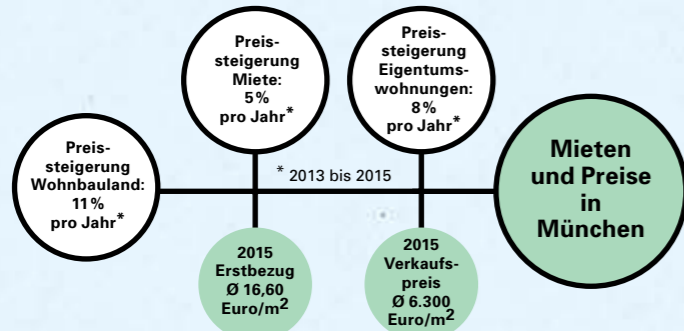 Preis-
steigerung
Wohnbauland:
11%
pro Jahr*
Preis-
steigerung
Miete:
5%
pro Jahr*
2015
Erstbezug
Ø 16,60
Euro/m²
Preis-
steigerung
Eigentums-
wohnungen:
8%
pro Jahr*
* 2013 bis 2015
2015
Verkaufs-
preis
Ø 6.300
Euro/m²
Mieten
und Preise
in
München